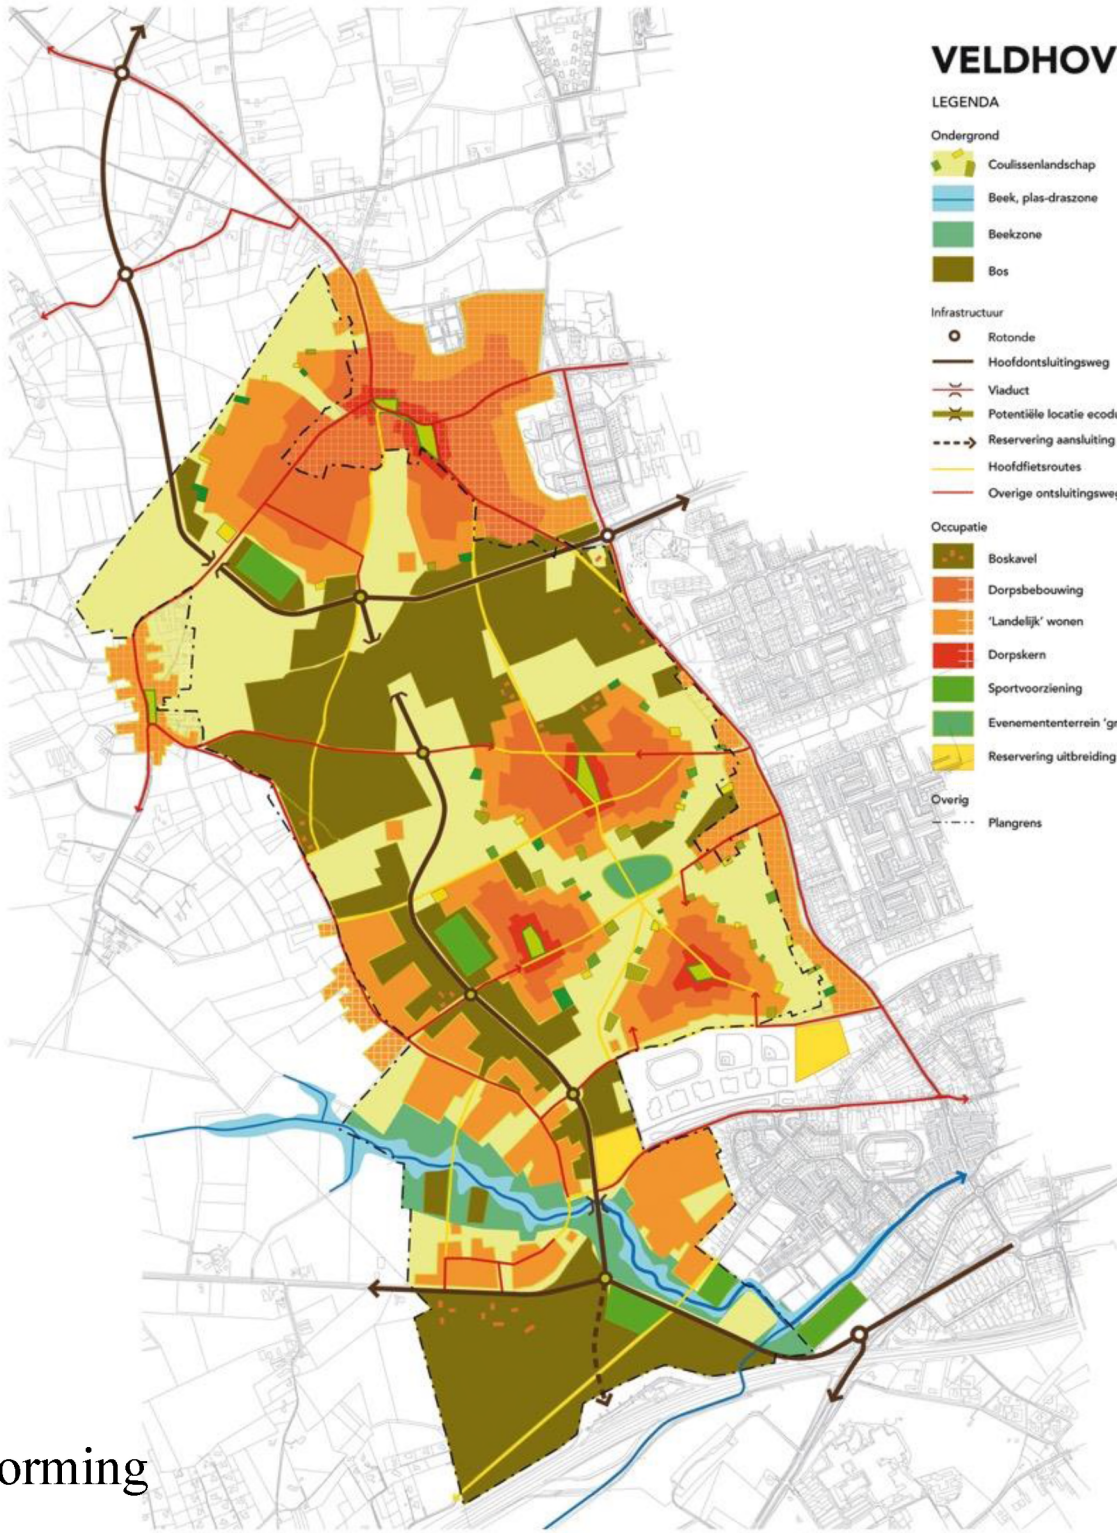 VELDHOV
LEGENDA
Ondergrond
Coulissenlandschap
Beek, plas-draszone
Beekzone
Bos
Infrastructuur
Rotonde
Hoofdontsluitingsweg
Viaduct
Potentiële locatie ecodu
Reservering aansluiting
Hoofdfietsroutes
Overige ontsluitingsweg
Occupatie
Boskavel
Dorpsbebouwing
'Landelijk' wonen
Dorpskern
Sportvoorziening
Evenemententerrein 'gr
Reservering uitbreiding
Overig
Plangrens
orming